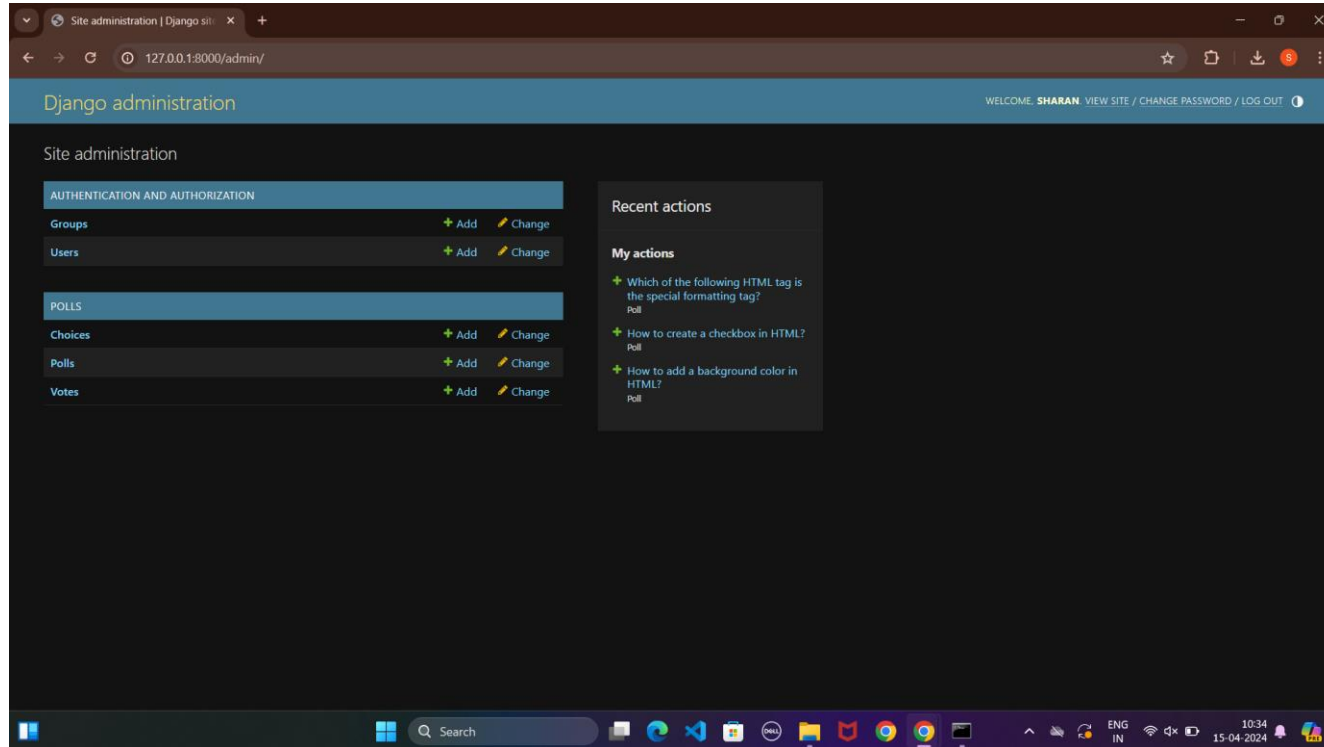 Site administration | Django site
127.0.0.1:8000/admin/
S
Django administration
WELCOME, SHARAN. VIEW SITE / CHANGE PASSWORD / LOG OUT
Site administration
AUTHENTICATION AND AUTHORIZATION
Groups Add Change
Users Add Change
POLLS
Choices Add Change
Polls Add Change
Votes Add Change
Recent actions
My actions
Which of the following HTML tag is
the special formatting tag?
Poll
How to create a checkbox in HTML?
Poll
How to add a background color in
HTML?
Poll
Search
DELL
ENG
IN
10:34
15-04-2024
PRE